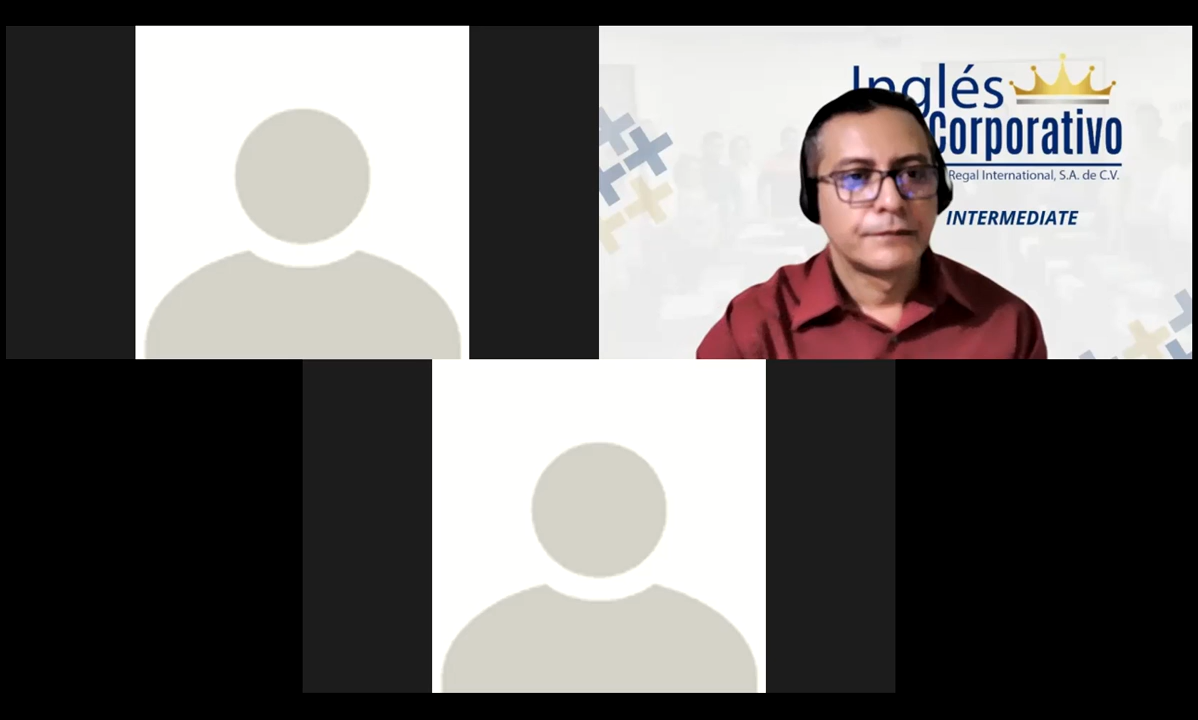 Inglés
Corporativo
Regal International, S.A. de C.V.
INTERMEDIATE